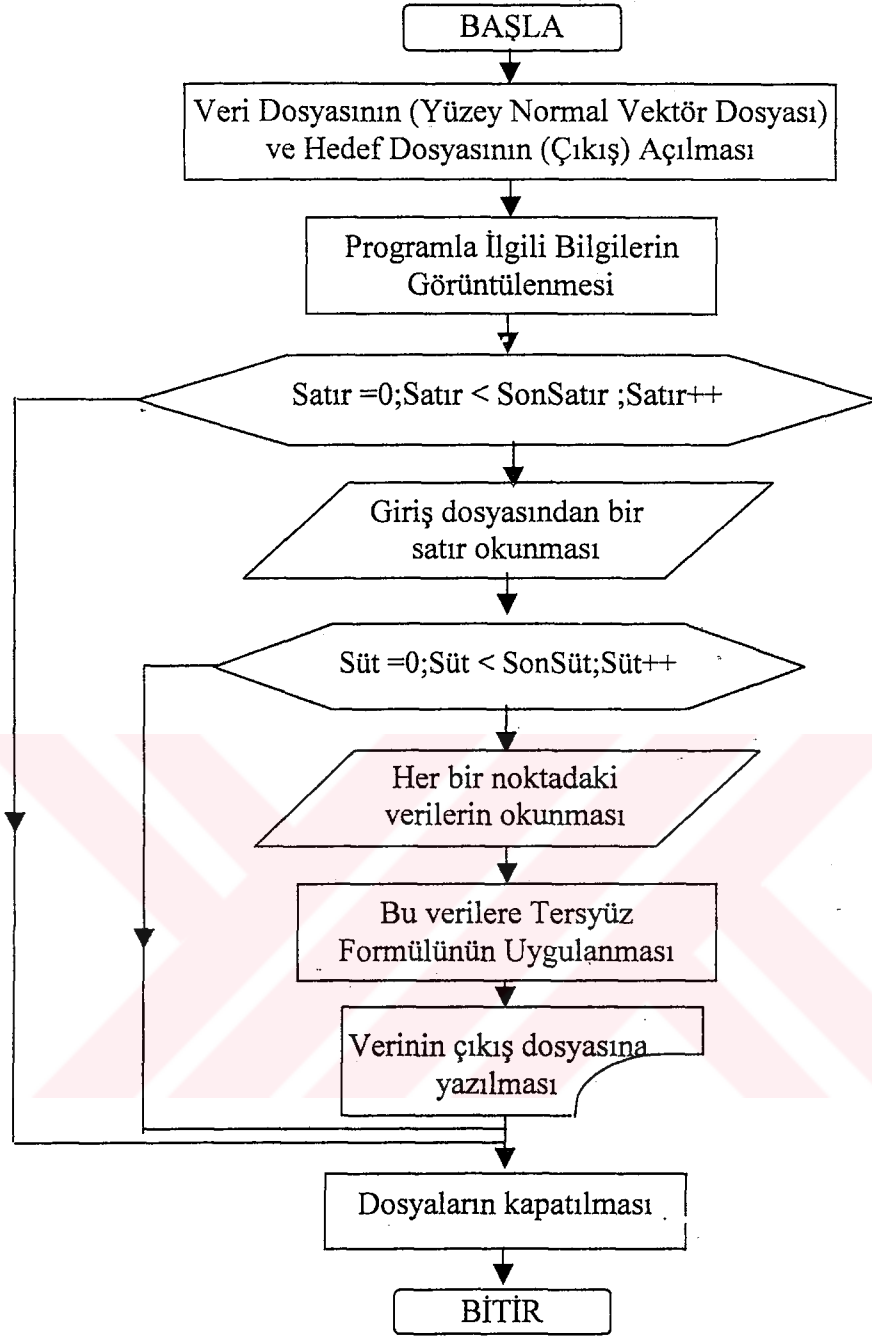 BAŞLA
Veri Dosyasının (Yüzey Normal Vektör Dosyası)
ve Hedef Dosyasının (Çıkış) Açılması
Programla İlgili Bilgilerin
Görüntülenmesi
Satır =0;Satır < SonSatır ;Satır++
Giriş dosyasından bir
satır okunması
Süt =0;Süt < SonSüt;Süt++
Her bir noktadaki
verilerin okunması
Bu verilere Tersyüz
Formülünün Uygulanması
Verinin çıkış dosyasına
yazılması
Dosyaların kapatılması
BİTİR